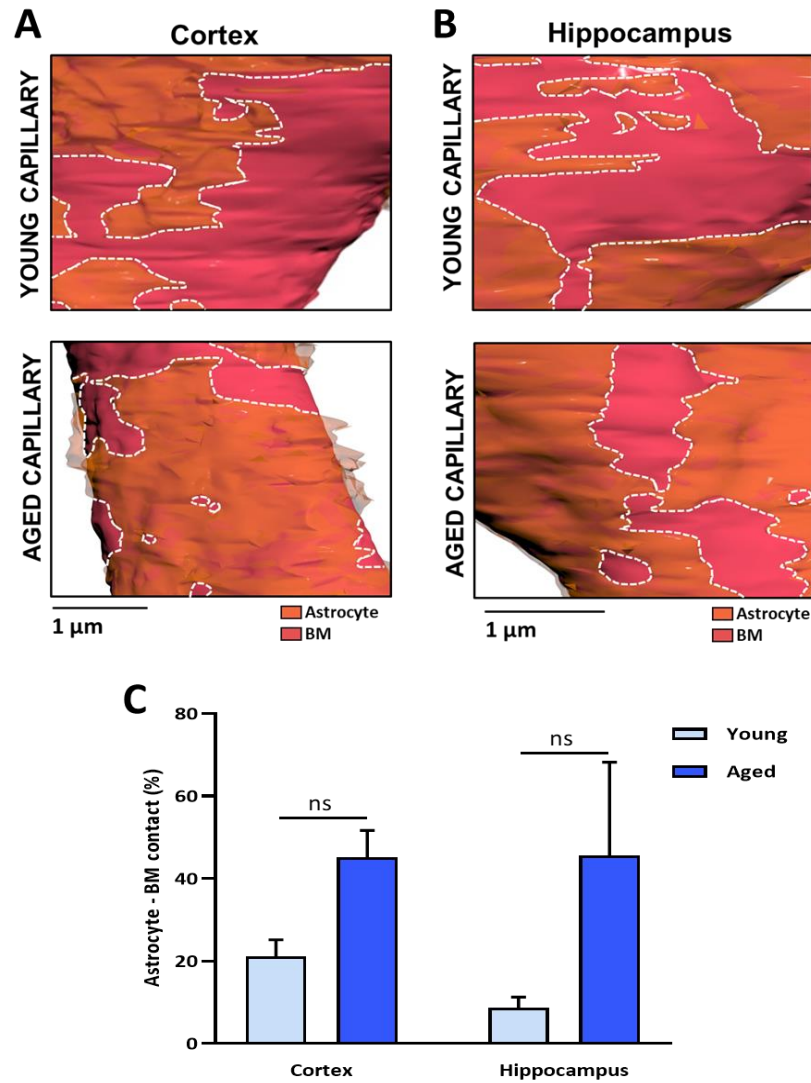 A
Cortex
YOUNG CAPILLARY
AGED CAPILLARY
1 μm
Astrocyte
BM
B
Hippocampus
YOUNG CAPILLARY
AGED CAPILLARY
1 μm
Astrocyte
BM
C
Astrocyte - BM contact (%)
80
60
40
20
0
ns
ns
Young
Aged
Cortex
Hippocampus